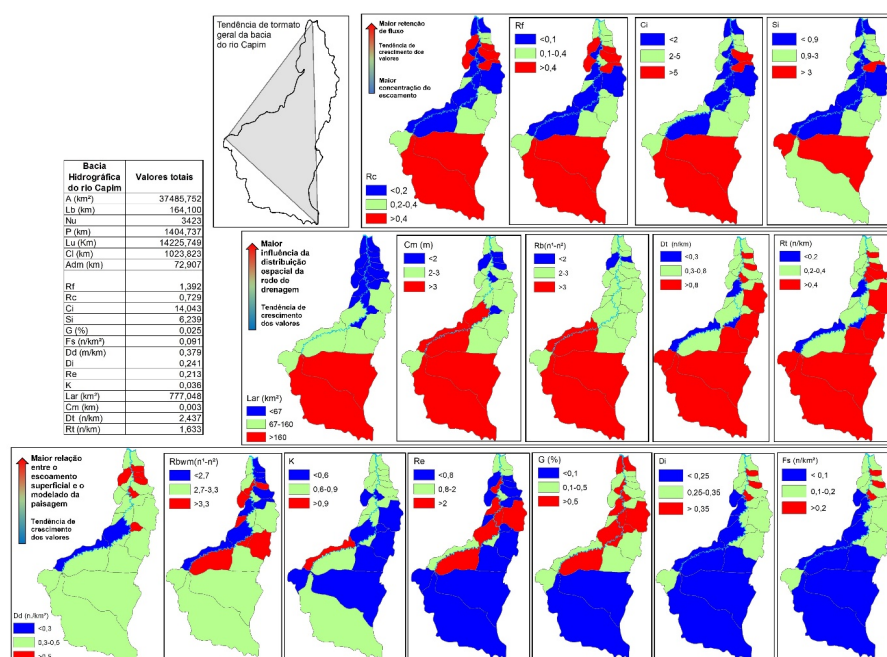 Tendência de formato
geral da bacia
do rio Capim
Maior retenção
de fluxo
Tendência de
crescimento dos
valores
Maior
concentração do
escoamento
Rc
<0,2
0,2-0,4
>0,4
Rf
<0,1
0,1-0,4
>0,4
Ci
<2
2-5
>5
Si
<0,9
0,9-3
> 3
Bacia Hidrográfica do rio Capim Valores totais
A (km²) 37485,752
Lb (km) 164,100
Nu 3423
P (km) 1404,737
Lu (Km) 14225,749
Cl (km) 1023,823
Adm (km) 72,907
Rf 1,392
Rc 0,729
Ci 14,043
Si 6,239
G (%) 0,025
Fs (n/km²) 0,091
Dd (m/km) 0,379
Di 0,241
Re 0,213
K 0,036
Lar (km²) 777,048
Cm (km) 0,003
Dt (n/km) 2,437
Rt (n/km) 1,633
Maior
influência da
distribuição
espacial da
rede de
drenagem
Tendência de
crescimento
dos valores
Lar (km²)
<67
67-160
>160
Cm (m)
<2
2-3
>3
Rb(n¹-n²)
<2
2-3
>3
Dt (n/km)
<0,3
0,3-0,8
>0,8
Rt (n/km)
<0,2
0,2-0,4
>0,4
Maior relação
entre o
escoamento
superficial e o
modelado da
paisagem
Tendência de
crescimento
dos valores
Dd (n./km²)
<0,3
0,3-0,5
>0,5
Rbwm(n¹-n²)
<2,7
2,7-3,3
>3,3
K
<0,6
0,6-0,9
>0,9
Re
<0,8
0,8-2
>2
G (%)
<0,1
0,1-0,5
>0,5
Di
< 0,25
0,25-0,35
> 0,35
Fs (n/km²)
< 0,1
0,1-0,2
>0,2